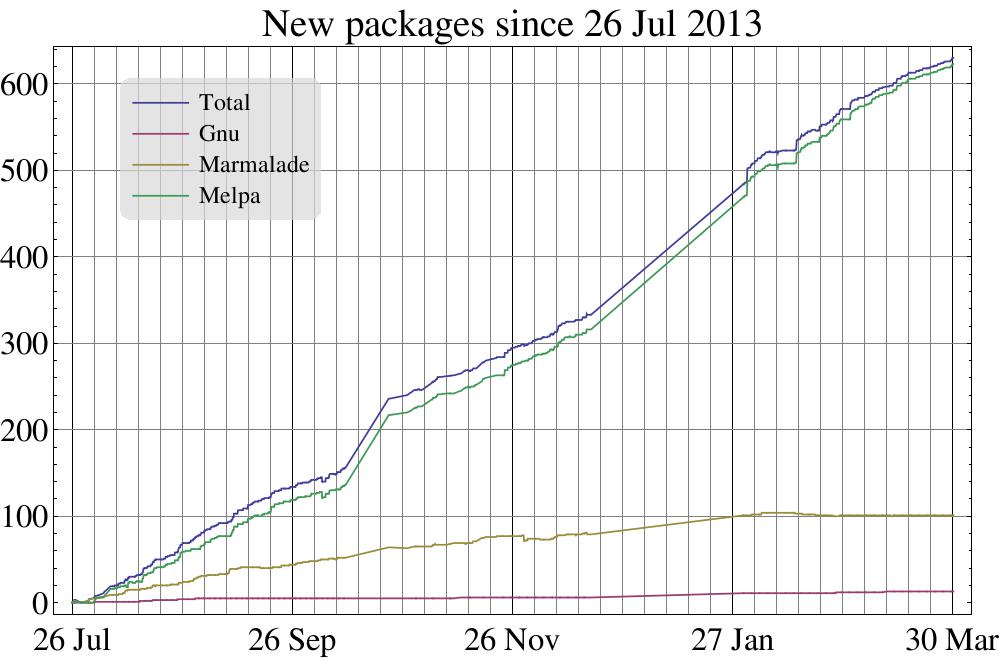 New packages since 26 Jul 2013
Total
Gnu
Marmalade
Melpa
600
500
400
300
200
100
0
26 Jul 26 Sep 26 Nov 27 Jan 30 Mar